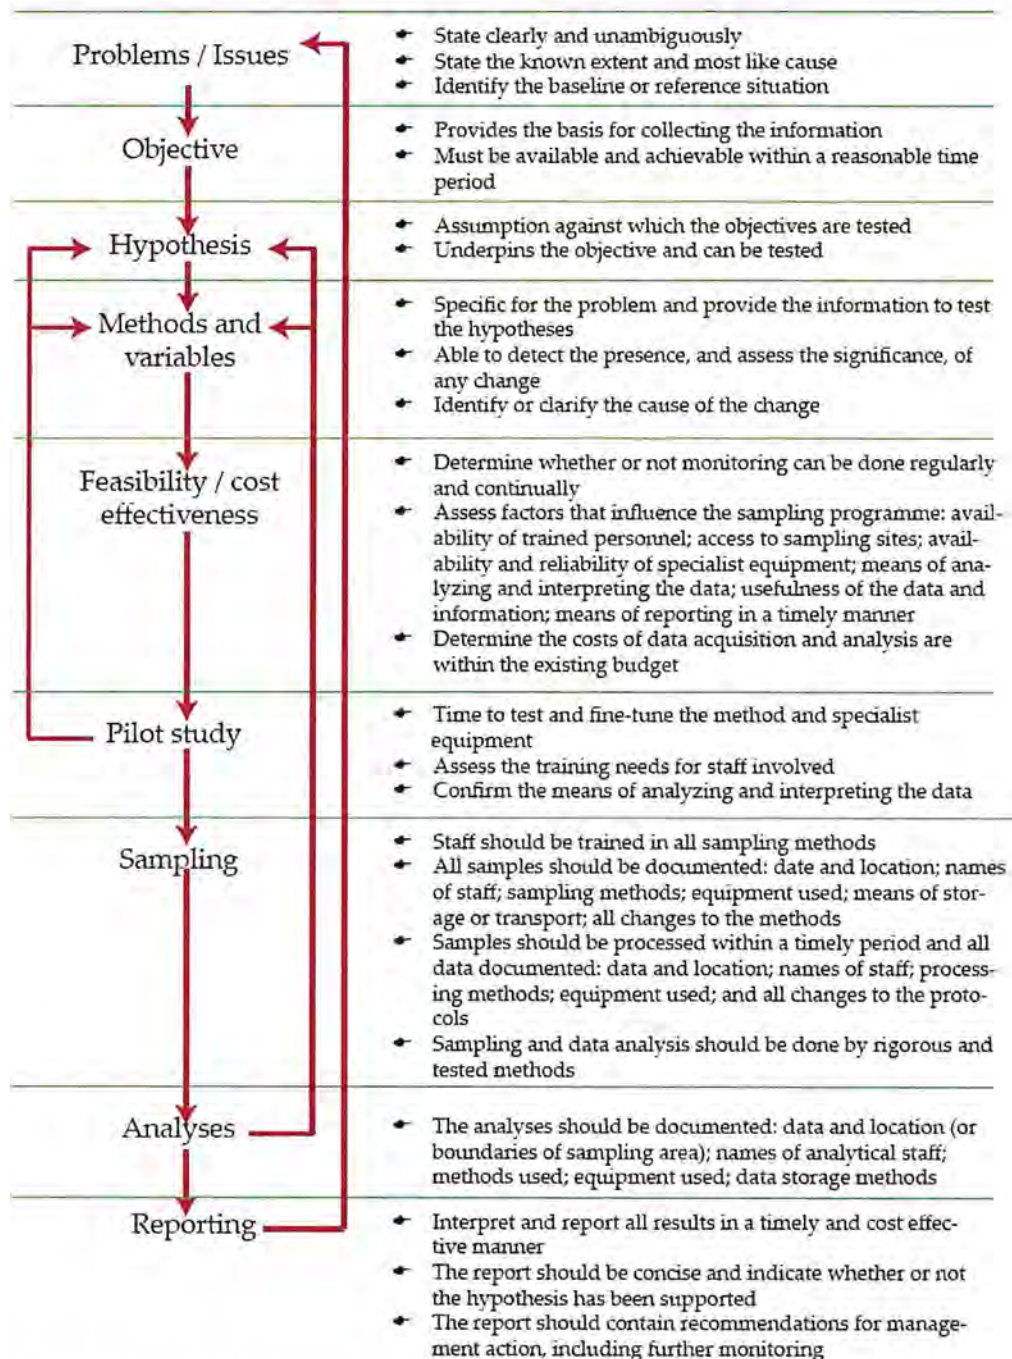 Problems / Issues
State clearly and unambiguously
State the known extent and most like cause
Identify the baseline or reference situation
Objective
Provides the basis for collecting the information
Must be available and achievable within a reasonable time
period
Hypothesis
Assumption against which the objectives are tested
Underpins the objective and can be tested
Methods and
variables
Specific for the problem and provide the information to test
the hypotheses
Able to detect the presence, and assess the significance, of
any change
Identify or clarify the cause of the change
Feasibility / cost
effectiveness
Determine whether or not monitoring can be done regularly
and continually
Assess factors that influence the sampling programme: avail-
ability of trained personnel; access to sampling sites; avail-
ability and reliability of specialist equipment; means of ana-
lyzing and interpreting the data; usefulness of the data and
information; means of reporting in a timely manner
Determine the costs of data acquisition and analysis are
within the existing budget
Pilot study
Time to test and fine-tune the method and specialist
equipment
Assess the training needs for staff involved
Confirm the means of analyzing and interpreting the data
Sampling
Staff should be trained in all sampling methods
All samples should be documented: date and location; names
of staff; sampling methods; equipment used; means of stor-
age or transport; all changes to the methods
Samples should be processed within a timely period and all
data documented: data and location; names of staff; process-
ing methods; equipment used; and all changes to the proto-
cols
Sampling and data analysis should be done by rigorous and
tested methods
Analyses
The analyses should be documented: data and location (or
boundaries of sampling area); names of analytical staff;
methods used; equipment used; data storage methods
Reporting
Interpret and report all results in a timely and cost effec-
tive manner
The report should be concise and indicate whether or not
the hypothesis has been supported
The report should contain recommendations for manage-
ment action, including further monitoring